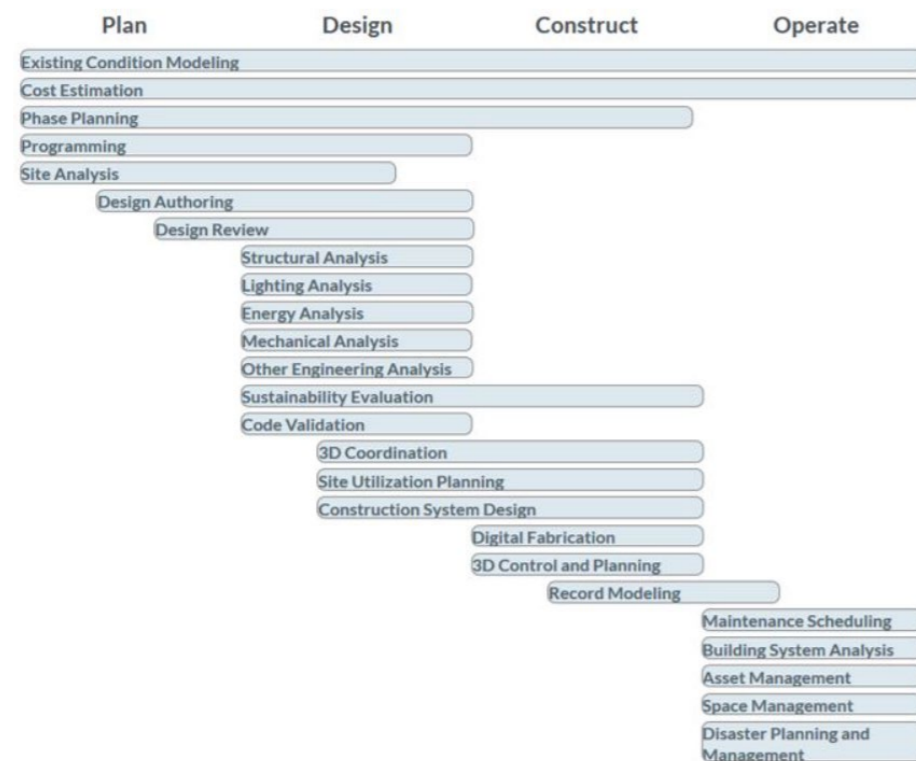 Plan Design Construct Operate
Existing Condition Modeling
Cost Estimation
Phase Planning
Programming
Site Analysis
Design Authoring
Design Review
Structural Analysis
Lighting Analysis
Energy Analysis
Mechanical Analysis
Other Engineering Analysis
Sustainability Evaluation
Code Validation
3D Coordination
Site Utilization Planning
Construction System Design
Digital Fabrication
3D Control and Planning
Record Modeling
Maintenance Scheduling
Building System Analysis
Asset Management
Space Management
Disaster Planning and
Management